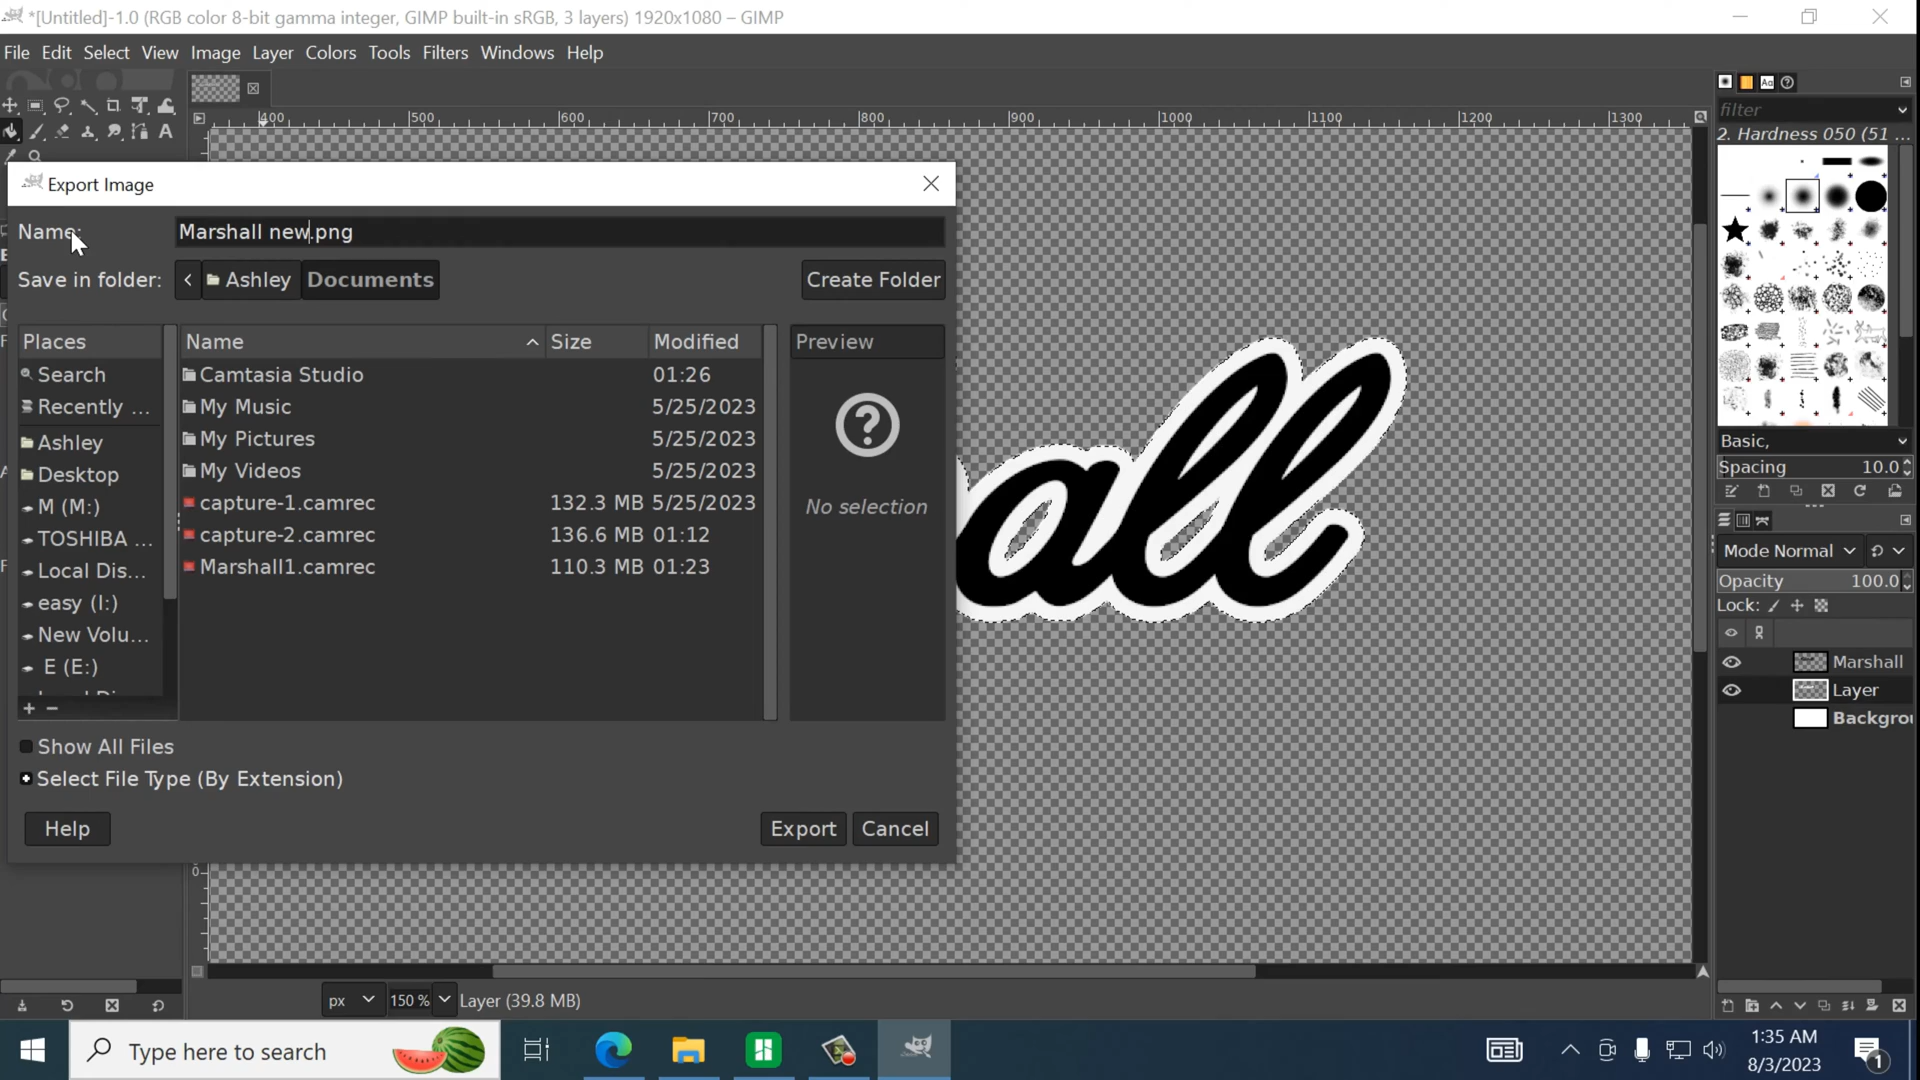 *[Untitled]-1.0 (RGB color 8-bit gamma integer, GIMP built-in sRGB, 3 layers) 1920x1080 – GIMP
File Edit Select View Image Layer Colors Tools Filters Windows Help
400 500 600 700 800 900 1000 1100 1200 1300
filter
2. Hardness 050 (51 ...
Export Image
Name: Marshall new.png
Save in folder: Ashley Documents Create Folder
Places Name Size Modified Preview
Search Camtasia Studio 01:26
Recently ... My Music 5/25/2023
Ashley My Pictures 5/25/2023
Desktop My Videos 5/25/2023
M (M:) capture-1.camrec 132.3 MB 5/25/2023
No selection
TOSHIBA ... capture-2.camrec 136.6 MB 01:12
Local Dis... Marshall1.camrec 110.3 MB 01:23
easy (I:)
New Volu...
E (E:)
Show All Files
Select File Type (By Extension)
Help Export Cancel
all
Basic,
Spacing 10.0
Mode Normal
Opacity 100.0
Lock:
Marshall
Layer
Backgrou
px 150 % Layer (39.8 MB)
Type here to search
1:35 AM
8/3/2023
1